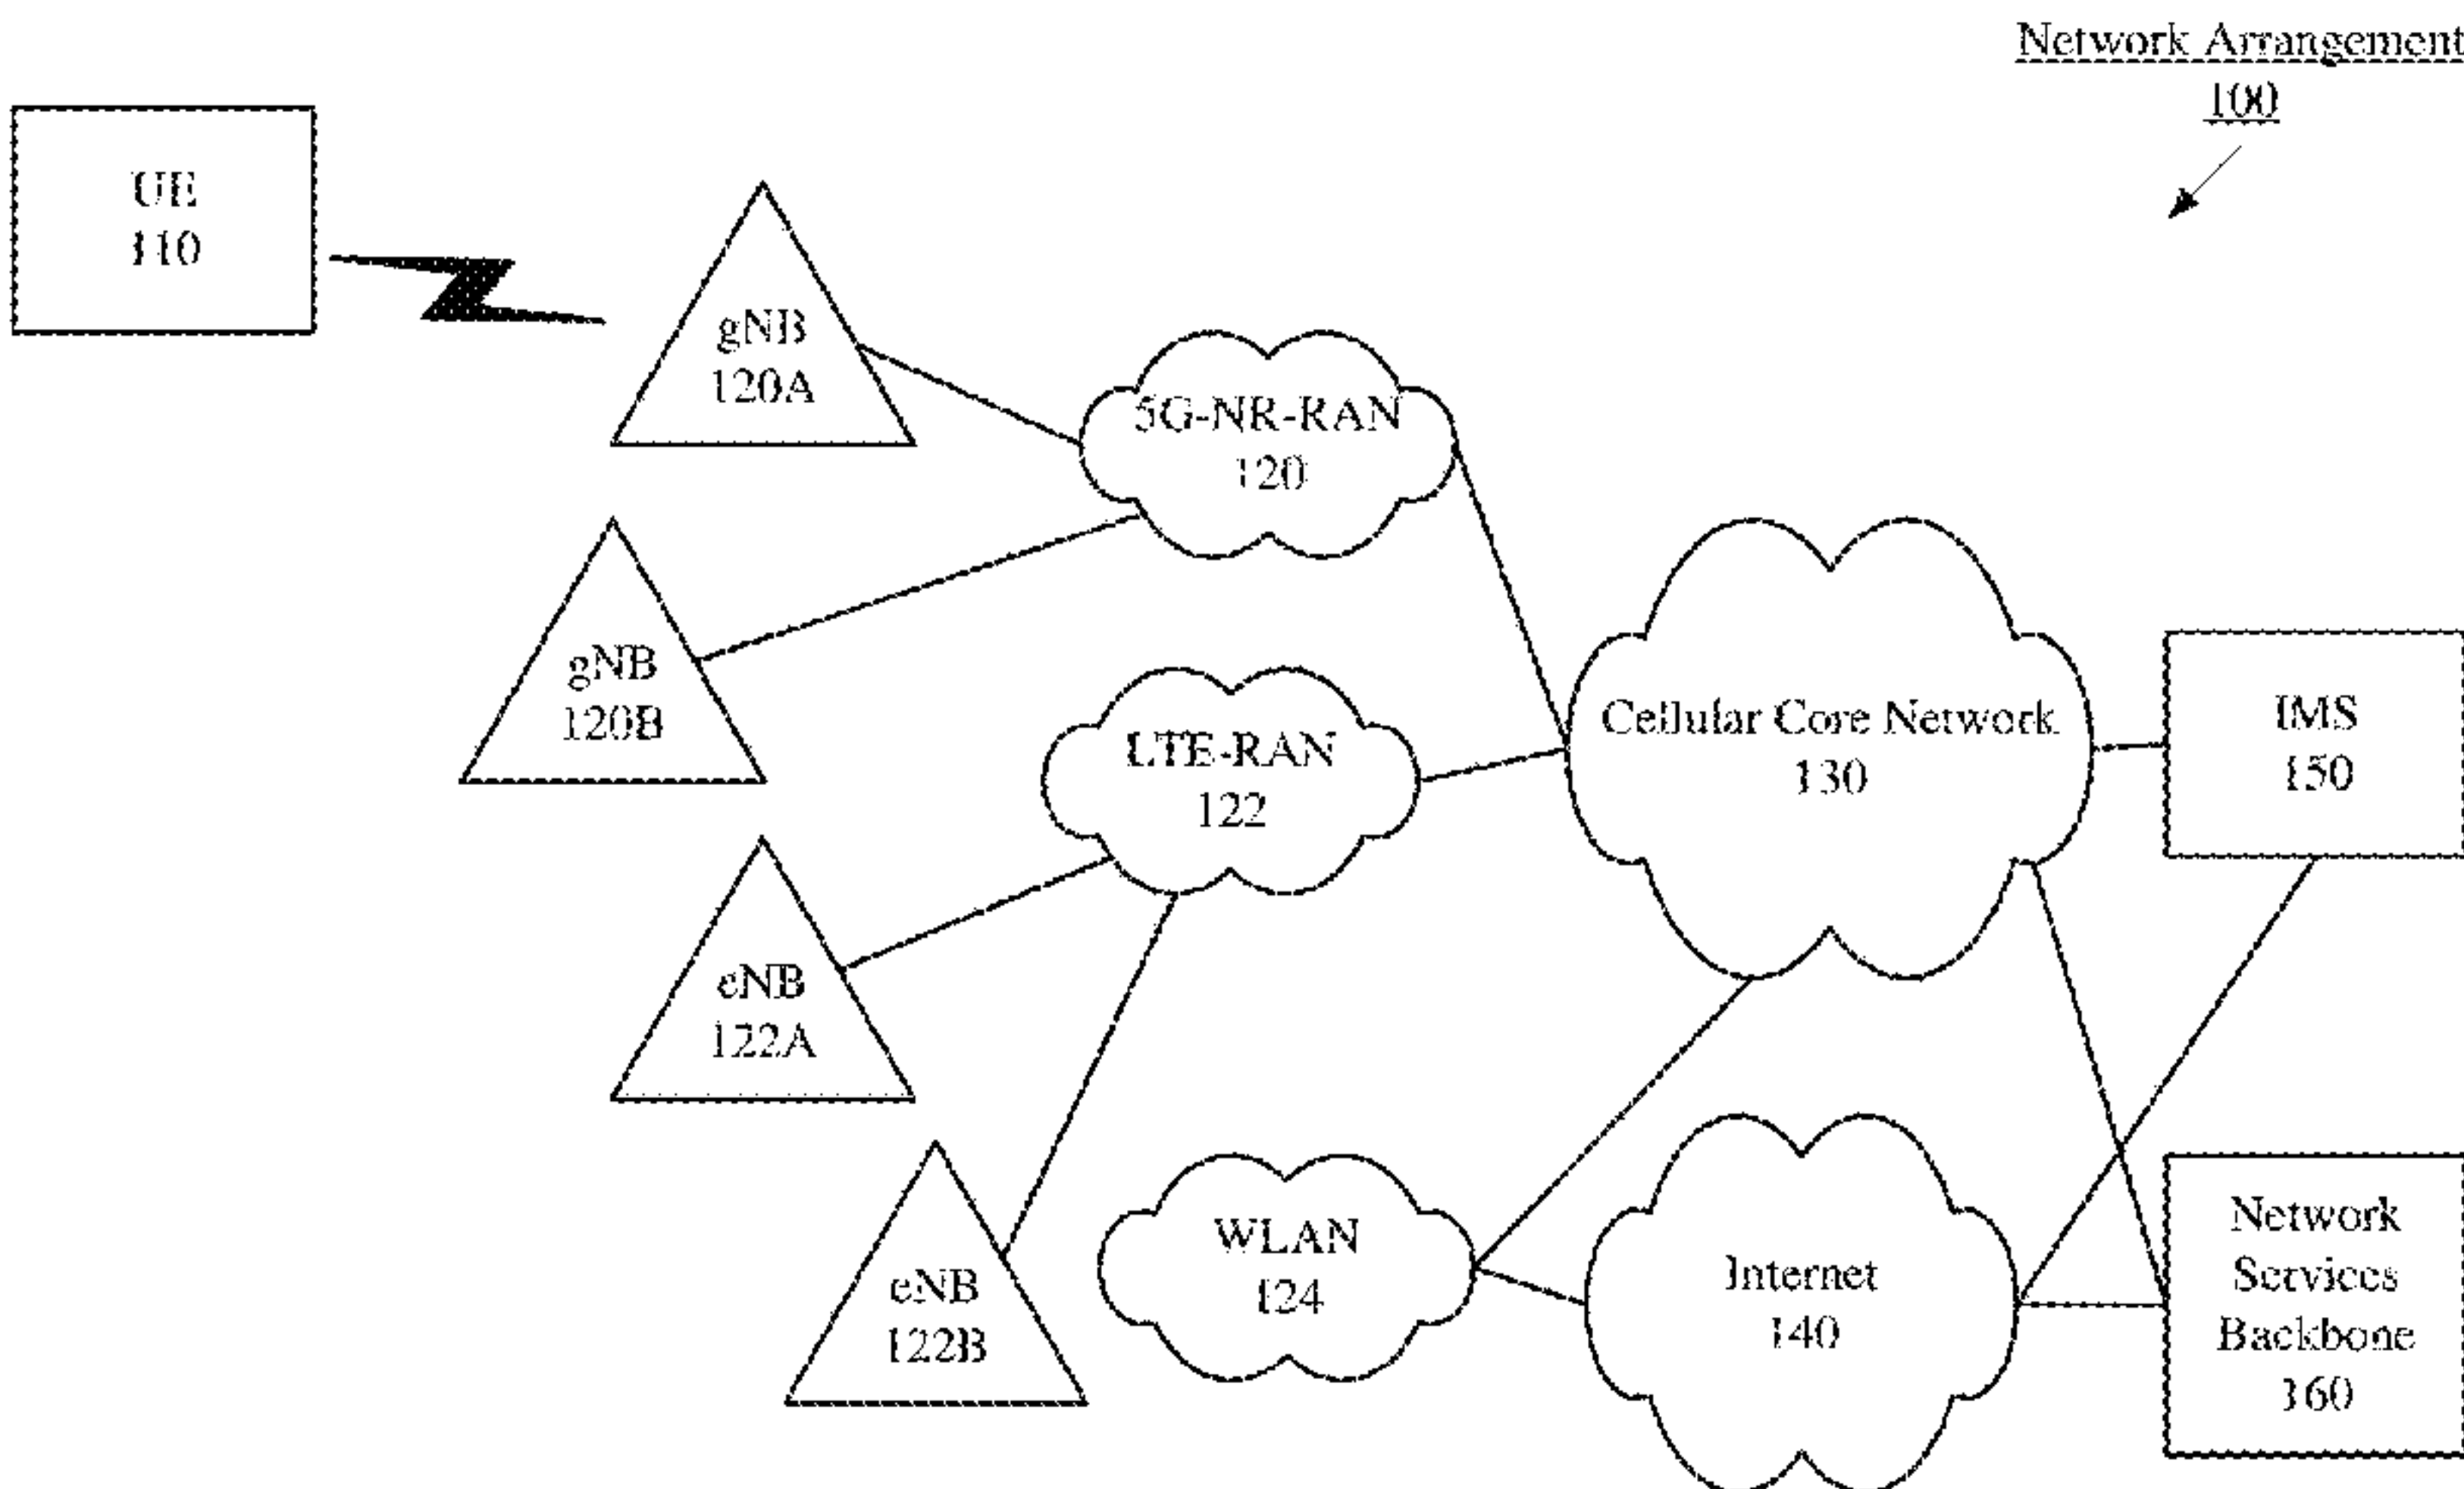 Network Arrangement
100
UE
110
gNB
120A
5G-NR-RAN
120
gNB
120B
LTE-RAN
122
Cellular Core Network
130
IMS
150
eNB
122A
eNB
122B
WLAN
124
Internet
140
Network
Services
Backbone
160